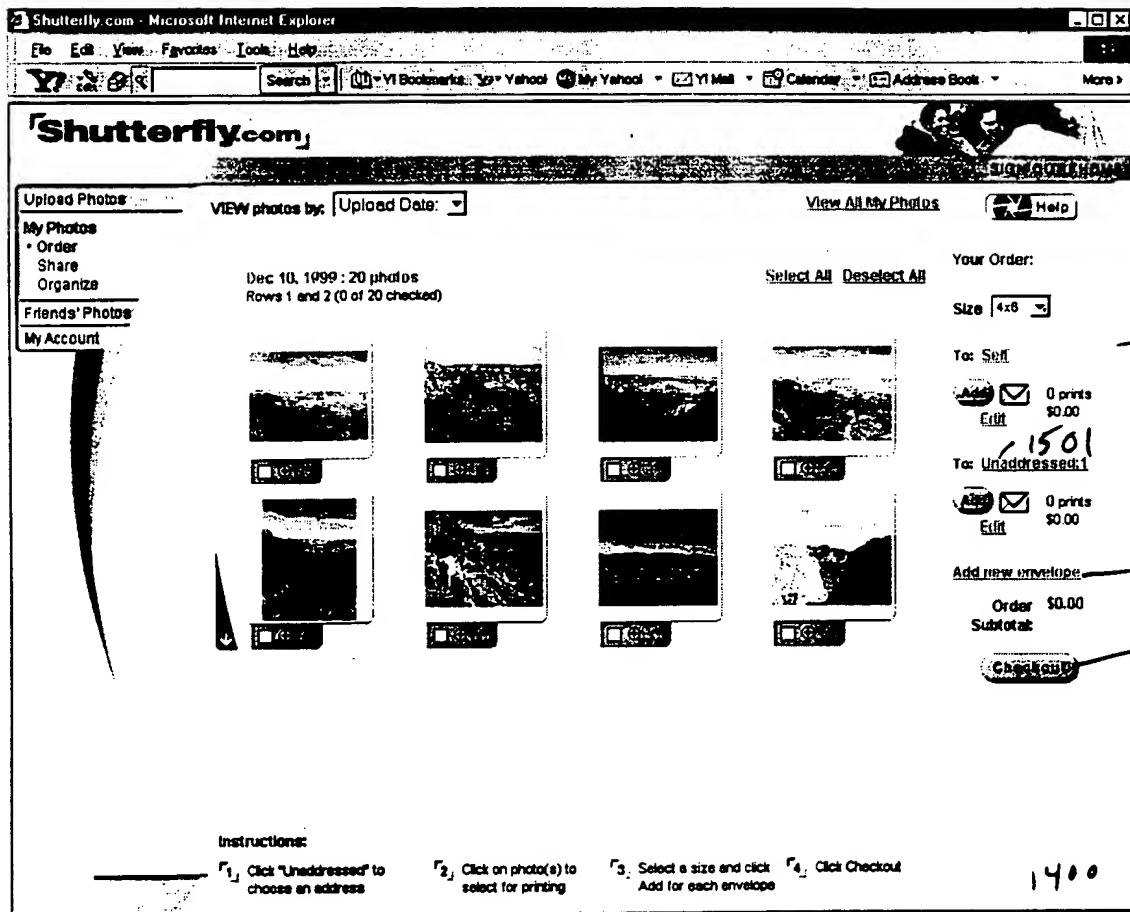 Shutterfly.com - Microsoft Internet Explorer
File Edit View Favorites Tools Help
Y? Search Y! Bookmarks Yahoo! My Yahoo! Y! Mail Calendar Address Book More >
Shutterfly.com
SIGN OUT HOME
Upload Photos
My Photos
• Order
Share
Organize
Friends' Photos
My Account
VIEW photos by: Upload Date:
View All My Photos
Help
Dec 10, 1999 : 20 photos
Rows 1 and 2 (0 of 20 checked)
Select All Deselect All
Your Order:
Size 4x6
To: Self
Add 0 prints
$0.00
Edit
1501
To: Unaddressed:1
Add 0 prints
$0.00
Edit
Add new envelope
Order $0.00
Subtotal:
Checkout
Instructions:
1 Click "Unaddressed" to
choose an address
2 Click on photo(s) to
select for printing
3 Select a size and click
Add for each envelope
4 Click Checkout
1400